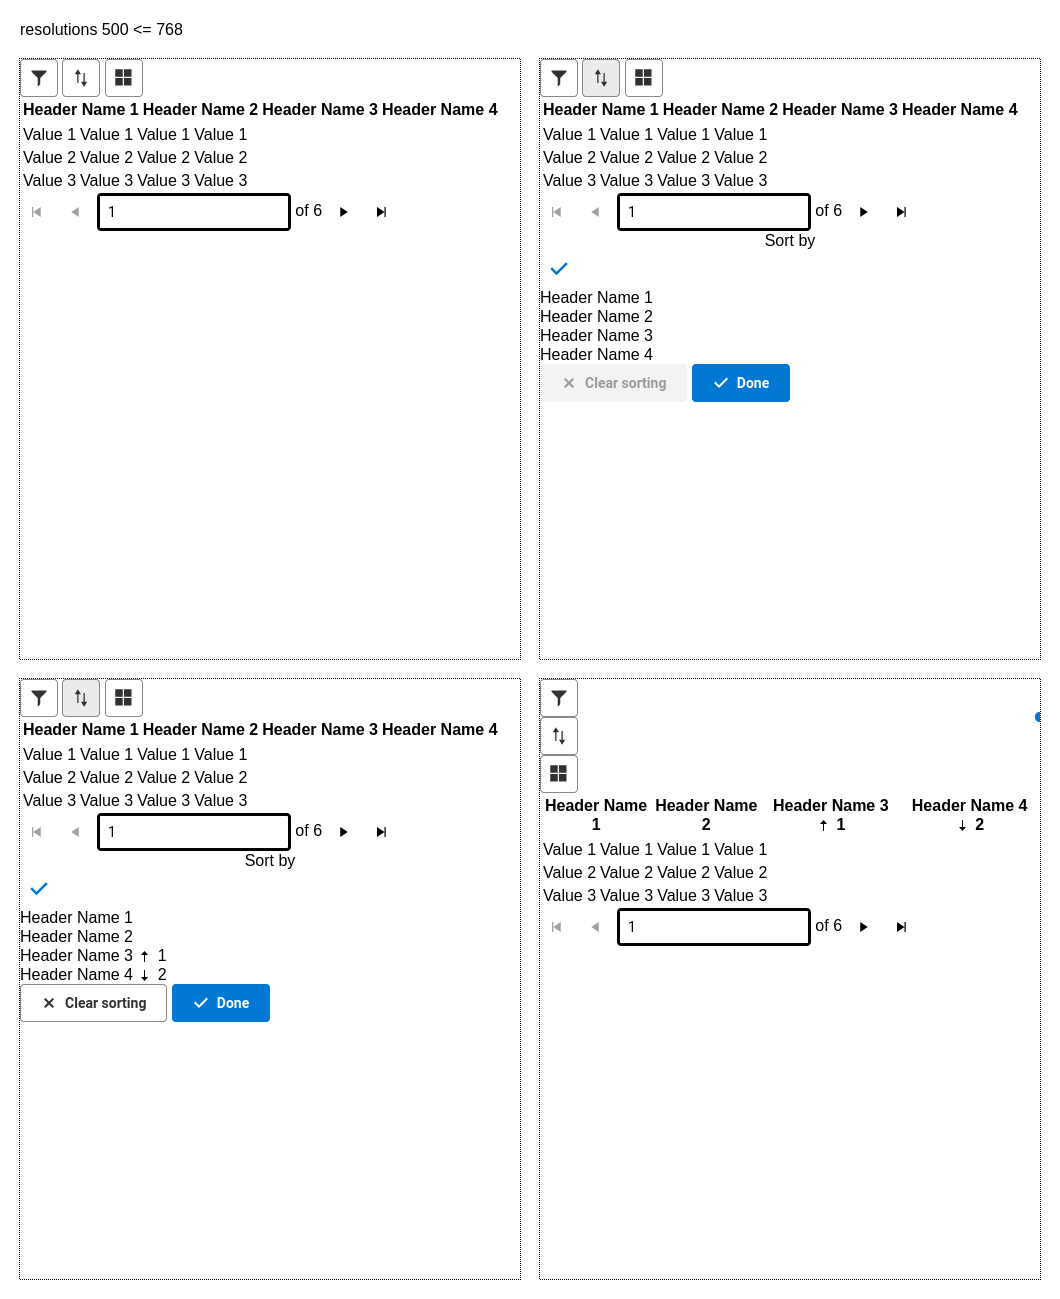 resolutions 500 <= 768
Header Name 1 Header Name 2 Header Name 3 Header Name 4
Value 1 Value 1 Value 1 Value 1
Value 2 Value 2 Value 2 Value 2
Value 3 Value 3 Value 3 Value 3
1 of 6
Header Name 1 Header Name 2 Header Name 3 Header Name 4
Value 1 Value 1 Value 1 Value 1
Value 2 Value 2 Value 2 Value 2
Value 3 Value 3 Value 3 Value 3
1 of 6
Sort by
Header Name 1
Header Name 2
Header Name 3
Header Name 4
Clear sorting Done
Header Name 1 Header Name 2 Header Name 3 Header Name 4
Value 1 Value 1 Value 1 Value 1
Value 2 Value 2 Value 2 Value 2
Value 3 Value 3 Value 3 Value 3
1 of 6
Sort by
Header Name 1
Header Name 2
Header Name 3 ↑ 1
Header Name 4 ↓ 2
Clear sorting Done
Header Name Header Name Header Name 3 Header Name 4
1 2 ↑ 1 ↓ 2
Value 1 Value 1 Value 1 Value 1
Value 2 Value 2 Value 2 Value 2
Value 3 Value 3 Value 3 Value 3
1 of 6